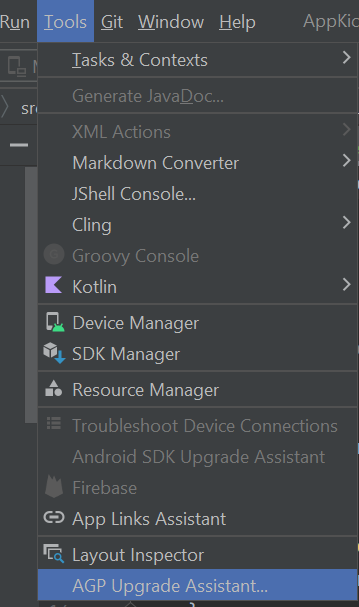 Run Tools Git Window Help AppKic
Tasks & Contexts
Generate JavaDoc...
sr
XML Actions
Markdown Converter
JShell Console...
Cling
Groovy Console
Kotlin
Device Manager
SDK Manager
Resource Manager
Troubleshoot Device Connections
Android SDK Upgrade Assistant
Firebase
App Links Assistant
Layout Inspector
AGP Upgrade Assistant...